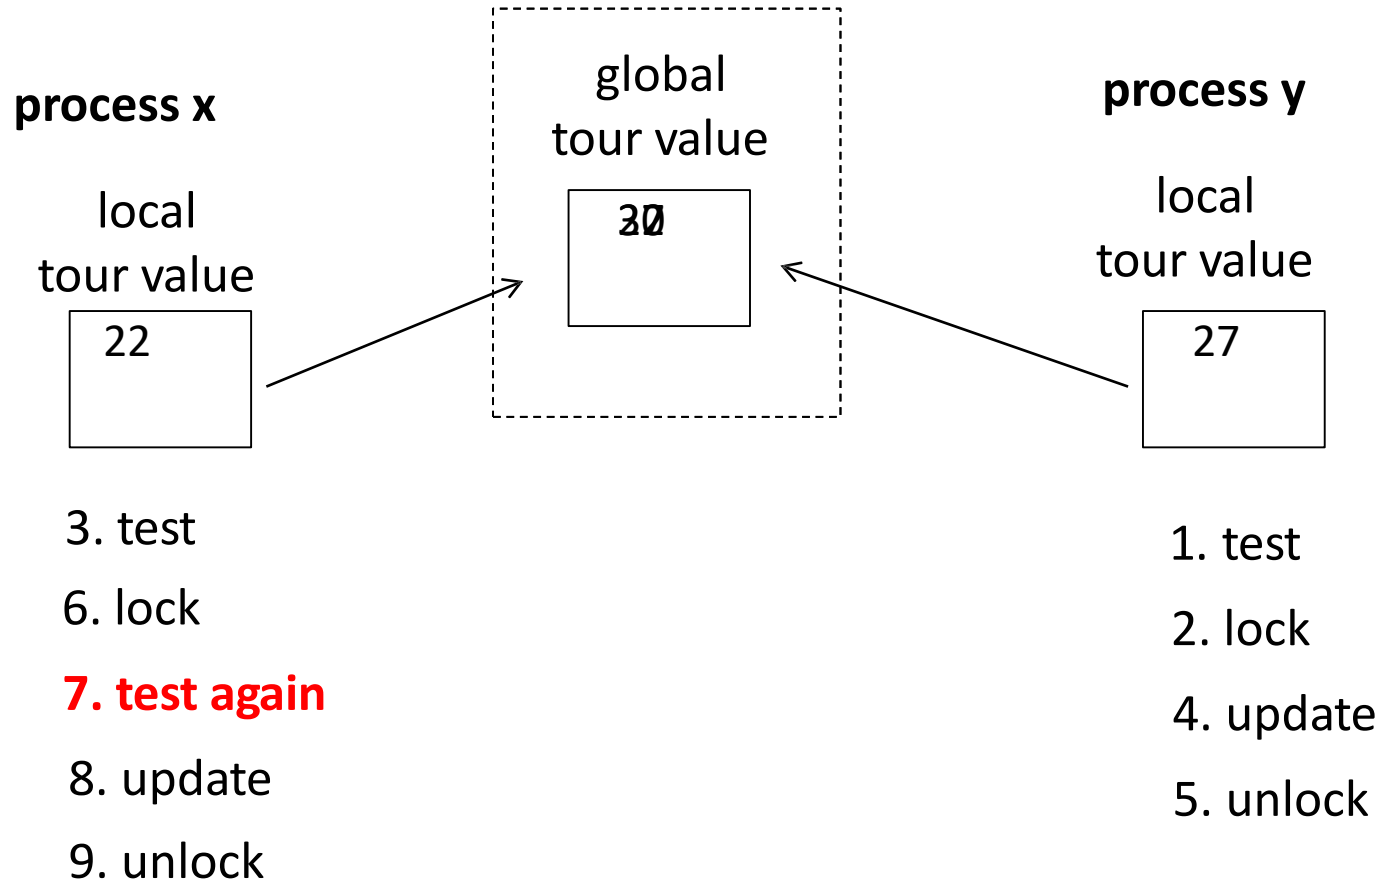 process x
local
tour value
22
3. test
6. lock
7. test again
8. update
9. unlock
global
tour value
process y
local
tour value
27
1. test
2. lock
4. update
5. unlock